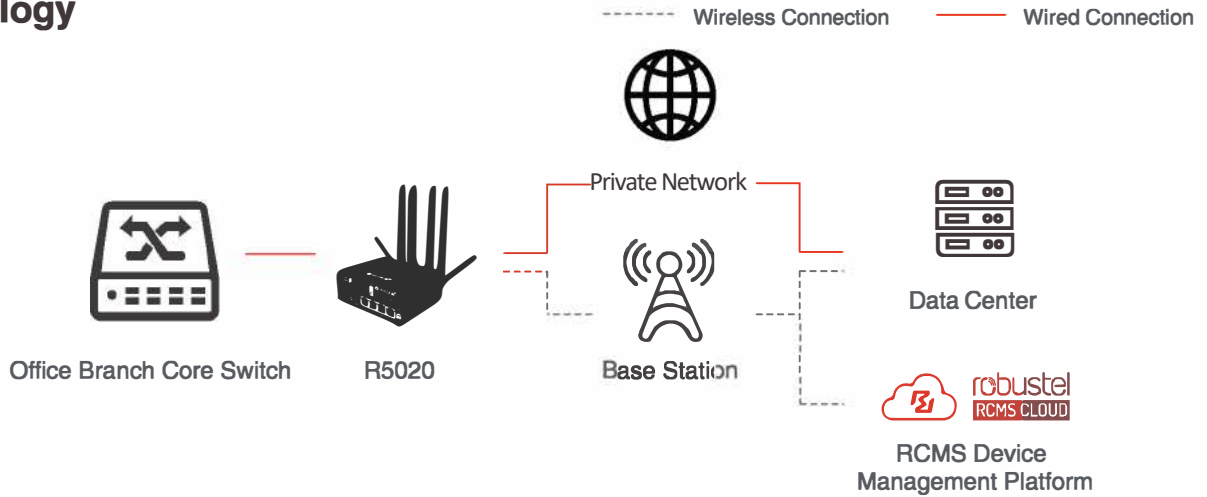 logy
Wireless Connection
Wired Connection
Private Network
Office Branch Core Switch
R5020
Base Station
Data Center
robustel
RCMS CLOUD
RCMS Device
Management Platform